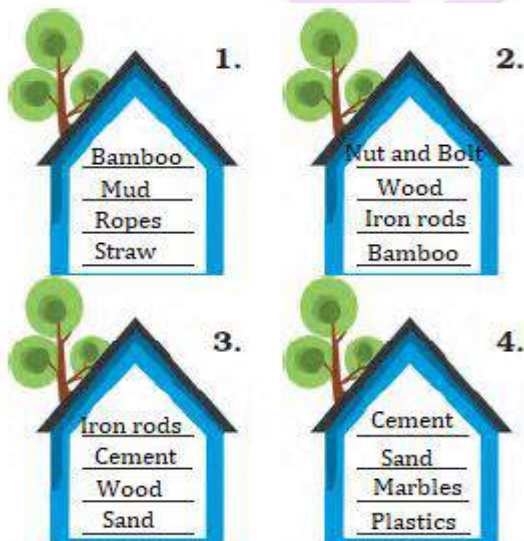 1.
Bamboo
Mud
Ropes
Straw
2.
Nut and Bolt
Wood
Iron rods
Bamboo
3.
Iron rods
Cement
Wood
Sand
4.
Cement
Sand
Marbles
Plastics